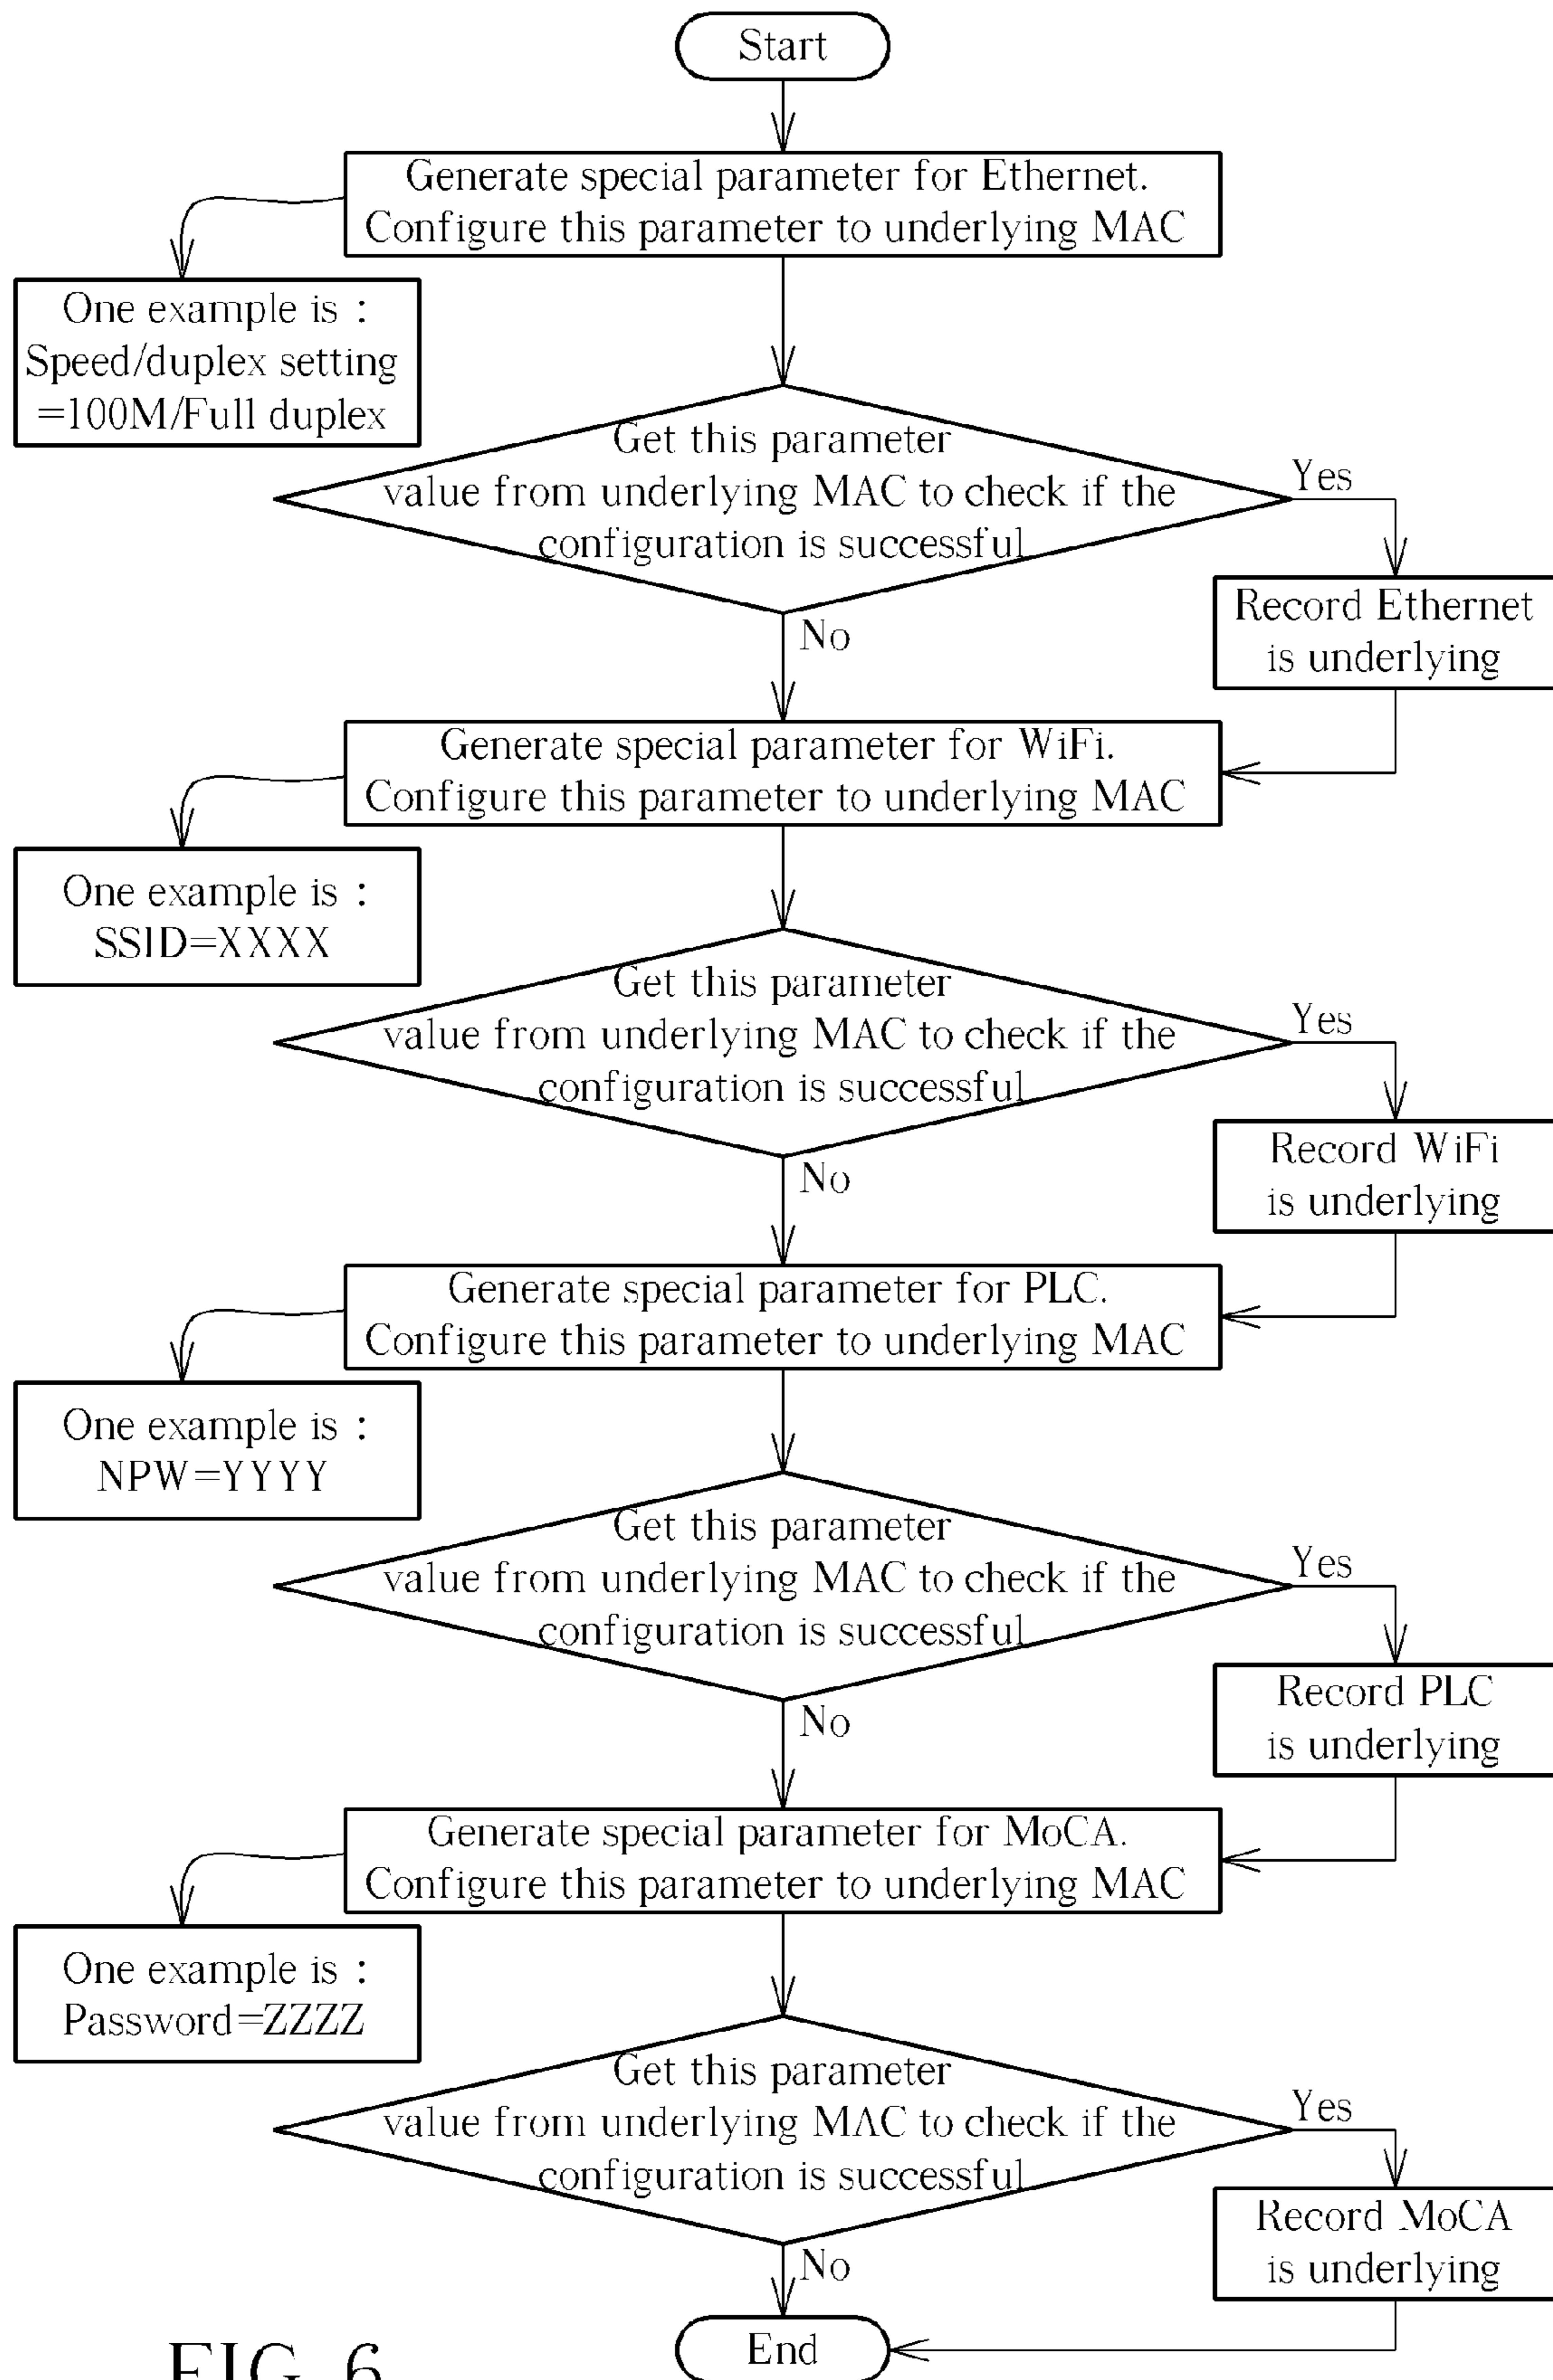 Start
Generate special parameter for Ethernet.
Configure this parameter to underlying MAC
One example is :
Speed/duplex setting
=100M/Full duplex
Get this parameter
value from underlying MAC to check if the
configuration is successful
Yes
Record Ethernet
is underlying
No
Generate special parameter for WiFi.
Configure this parameter to underlying MAC
One example is :
SSID=XXXX
Get this parameter
value from underlying MAC to check if the
configuration is successful
Yes
Record WiFi
is underlying
No
Generate special parameter for PLC.
Configure this parameter to underlying MAC
One example is :
NPW=YYYY
Get this parameter
value from underlying MAC to check if the
configuration is successful
Yes
Record PLC
is underlying
No
Generate special parameter for MoCA.
Configure this parameter to underlying MAC
One example is :
Password=ZZZZ
Get this parameter
value from underlying MAC to check if the
configuration is successful
Yes
Record MoCA
is underlying
No
End
FIG. 6